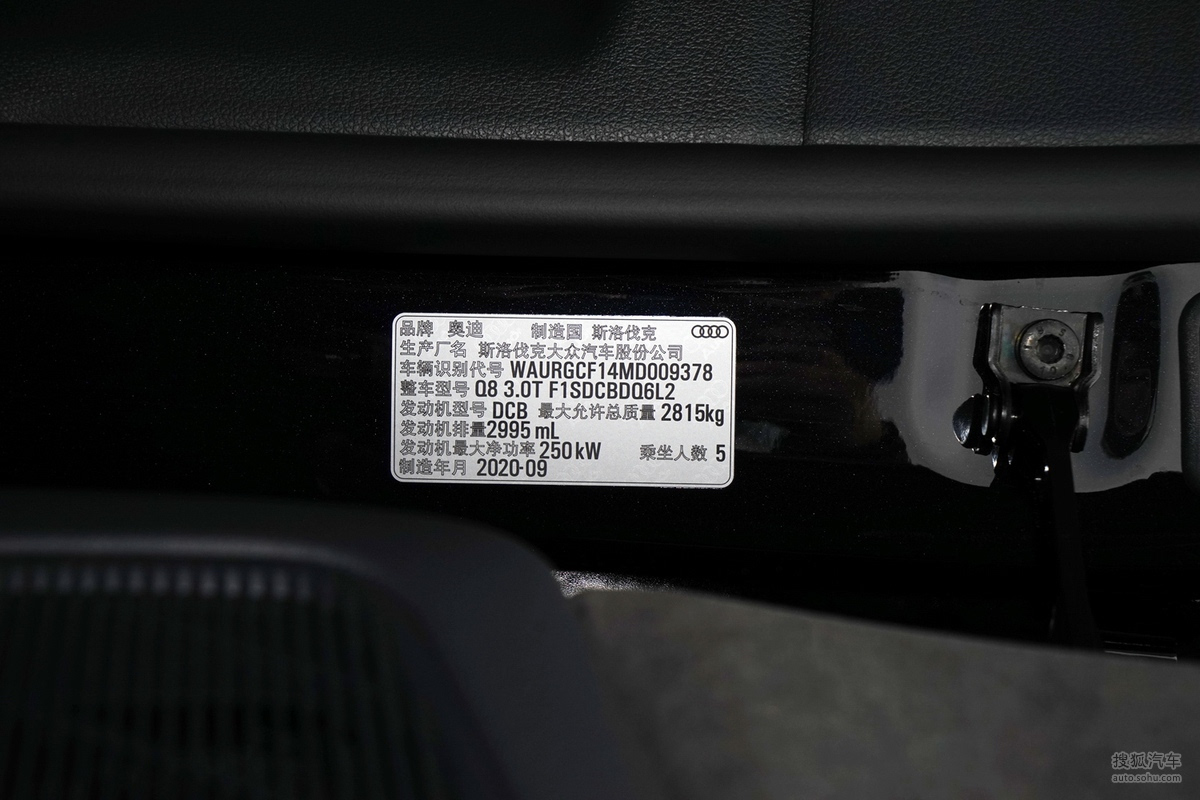 品牌 奥迪 制造国 斯洛伐克
生产厂名 斯洛伐克大众汽车股份公司
车辆识别代号 WAURGCF14MD009378
整车型号 Q8 3.0T F1SDCBDQ6L2
发动机型号 DCB 最大允许总质量 2815kg
发动机排量 2995 mL
发动机最大净功率 250 kW 乘坐人数 5
制造年月 2020-09
搜狐汽车
auto.sohu.com